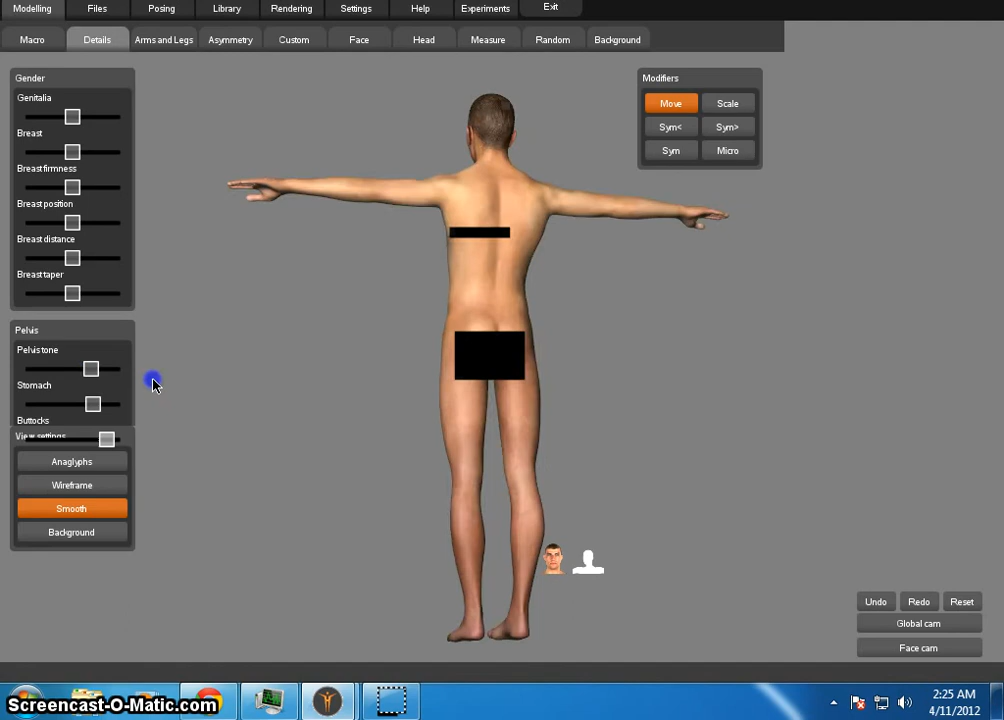 Modelling Files Posing Library Rendering Settings Help Experiments Exit
Macro Details Arms and Legs Asymmetry Custom Face Head Measure Random Background
Gender
Genitalia
Breast
Breast firmness
Breast position
Breast distance
Breast taper
Pelvis
Pelvis tone
Stomach
Buttocks
View settings
Anaglyphs
Wireframe
Smooth
Background
Modifiers
Move Scale
Sym< Sym>
Sym Micro
Undo Redo Reset
Global cam
Face cam
Screencast-O-Matic.com
2:25 AM
4/11/2012